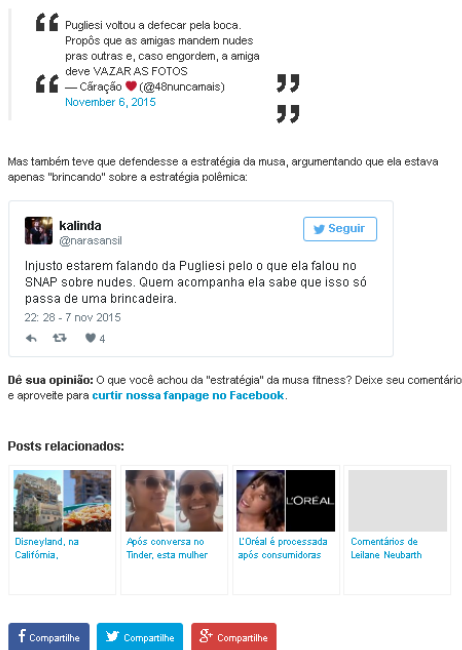 Pugliesi voltou a defecar pela boca.
Propôs que as amigas mandem nudes
pras outras e, caso engordem, a amiga
deve VAZAR AS FOTOS
— Cãração ❤ (@48nuncamais)
November 6, 2015
Mas também teve que defendesse a estratégia da musa, argumentando que ela estava
apenas "brincando" sobre a estratégia polêmica:
kalinda
@narasansil
Seguir
Injusto estarem falando da Pugliesi pelo o que ela falou no
SNAP sobre nudes. Quem acompanha ela sabe que isso só
passa de uma brincadeira.
22: 28 - 7 nov 2015
4
Dê sua opinião: O que você achou da "estratégia" da musa fitness? Deixe seu comentário
e aproveite para curtir nossa fanpage no Facebook.
Posts relacionados:
L'ORÉAL
Disneyland, na
Califórnia,
Após conversa no
Tinder, esta mulher
L'Oréal é processada
após consumidoras
Comentários de
Leilane Neubarth
f Compartilhe
Compartilhe
g+ Compartilhe